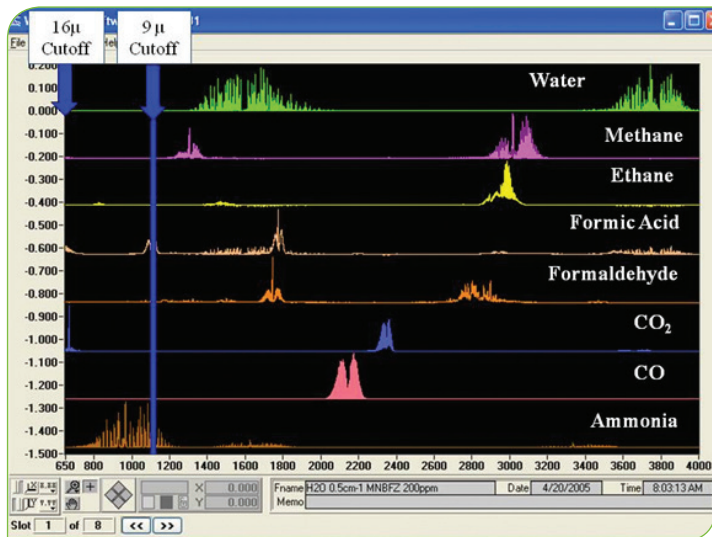 16μ
Cutoff
9 μ
Cutoff
File
0.200
0.000
-0.100
-0.200
-0.300
-0.400
-0.500
-0.600
-0.700
-0.800
-0.900
-1.000
-1.100
-1.200
-1.300
-1.400
-1.500
Water
Methane
Ethane
Formic Acid
Formaldehyde
CO₂
CO
Ammonia
650 800 1000 1200 1400 1600 1800 2000 2200 2400 2600 2800 3000 3200 3400 3600 3800 4000
X 0.000
Y 0.000
Fname H2O 0.5cm-1 MNBFZ 200ppm Date 4/20/2005 Time 8:03:13 AM
Memo
Slot 1 of 8 << >>